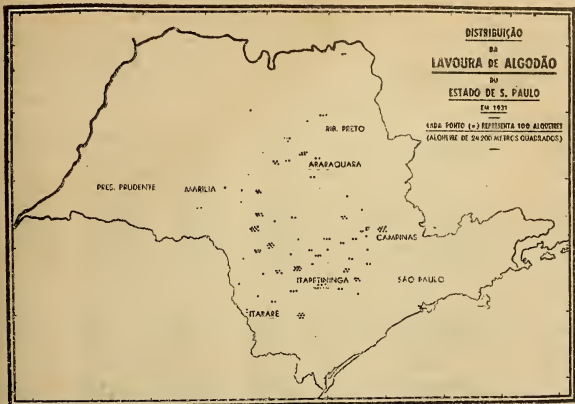 DISTRIBUIÇÃO
DA
LAVOURA DE ALGODÃO
DO
ESTADO DE S. PAULO
EM 1931
CADA PONTO (•) REPRESENTA 100 ALQUEIRES
(ALQUEIRE DE 24 200 METROS QUADRADOS)
RIB. PRETO
ARARAQUARA
PRES. PRUDENTE
MARILIA
CAMPINAS
ITAPETININGA
SÃO PAULO
ITARARÉ